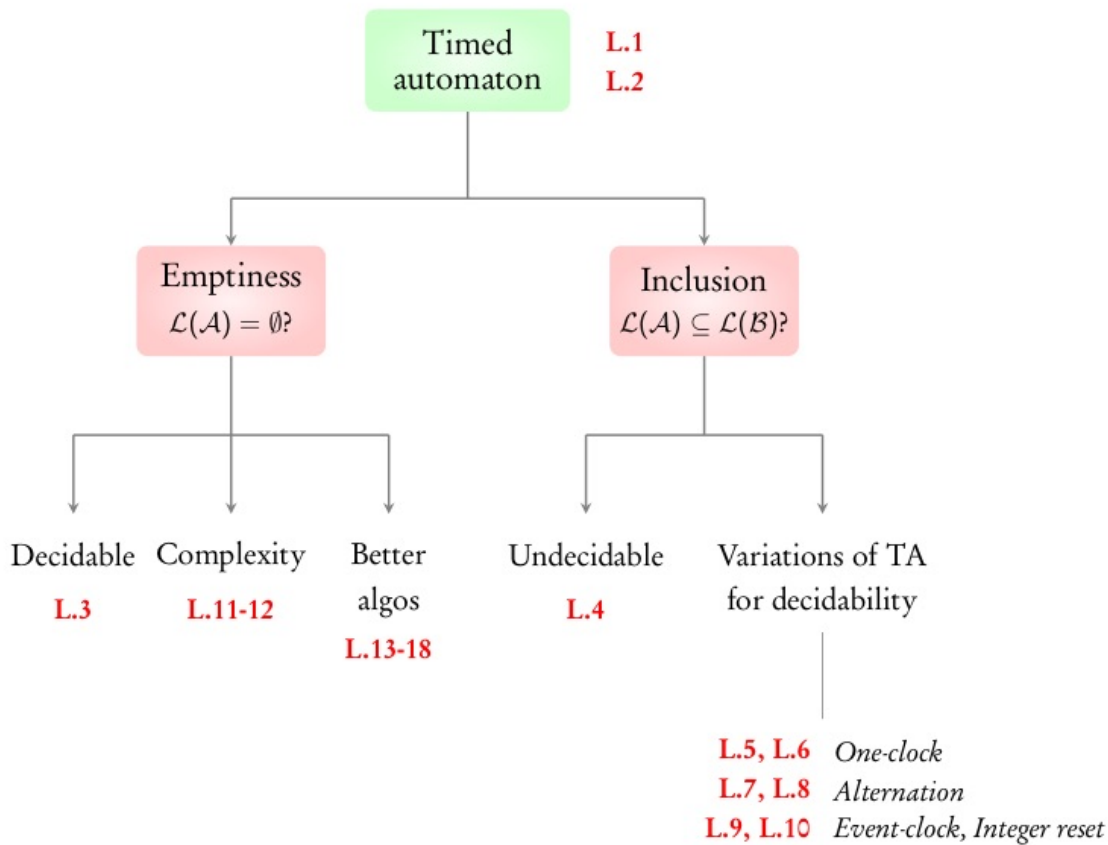 Timed
automaton
L.1
L.2
Emptiness
ℒ(𝒜) = ∅?
Inclusion
ℒ(𝒜) ⊆ ℒ(ℬ)?
Decidable
L.3
Complexity
L.11-12
Better
algos
L.13-18
Undecidable
L.4
Variations of TA
for decidability
L.5, L.6 One-clock
L.7, L.8 Alternation
L.9, L.10 Event-clock, Integer reset